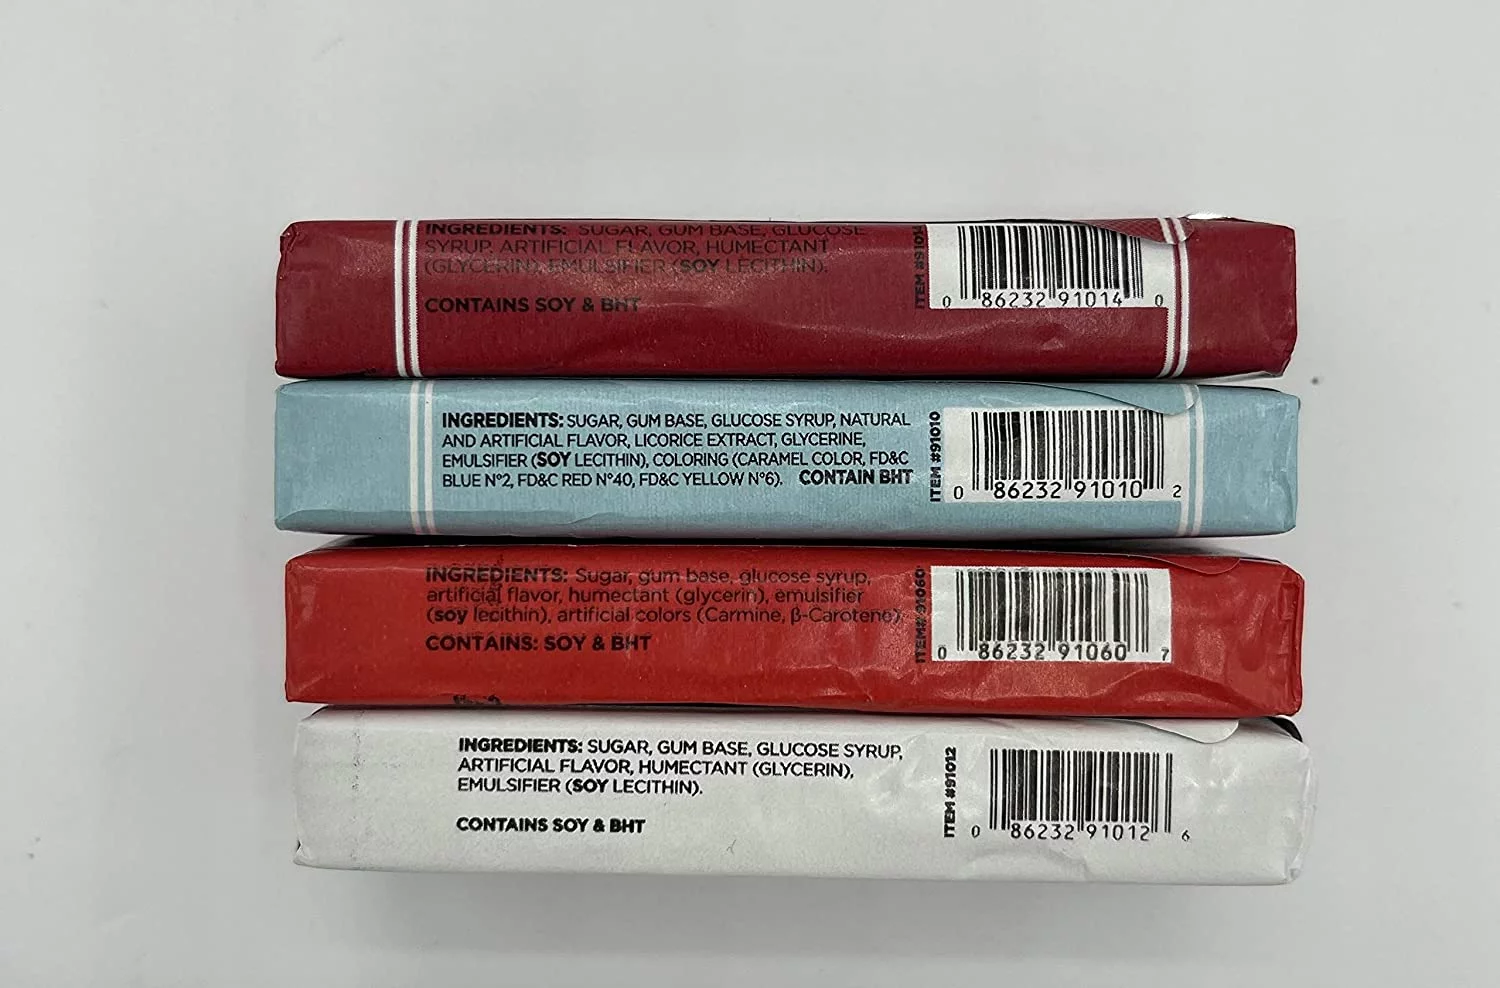 INGREDIENTS: SUGAR, GUM BASE, GLUCOSE
SYRUP, ARTIFICIAL FLAVOR, HUMECTANT
(GLYCERIN), EMULSIFIER (SOY LECITHIN).
CONTAINS SOY & BHT
ITEM #91014
0 86232 91014 0
INGREDIENTS: SUGAR, GUM BASE, GLUCOSE SYRUP, NATURAL
AND ARTIFICIAL FLAVOR, LICORICE EXTRACT, GLYCERINE,
EMULSIFIER (SOY LECITHIN), COLORING (CARAMEL COLOR, FD&C
BLUE Nº2, FD&C RED Nº40, FD&C YELLOW Nº6). CONTAIN BHT
ITEM #91010
0 86232 91010 2
INGREDIENTS: Sugar, gum base, glucose syrup,
artificial flavor, humectant (glycerin), emulsifier
(soy lecithin), artificial colors (Carmine, β-Carotene)
CONTAINS: SOY & BHT
ITEM# 91060
0 86232 91060 7
INGREDIENTS: SUGAR, GUM BASE, GLUCOSE SYRUP,
ARTIFICIAL FLAVOR, HUMECTANT (GLYCERIN),
EMULSIFIER (SOY LECITHIN).
CONTAINS SOY & BHT
ITEM #91012
0 86232 91012 6